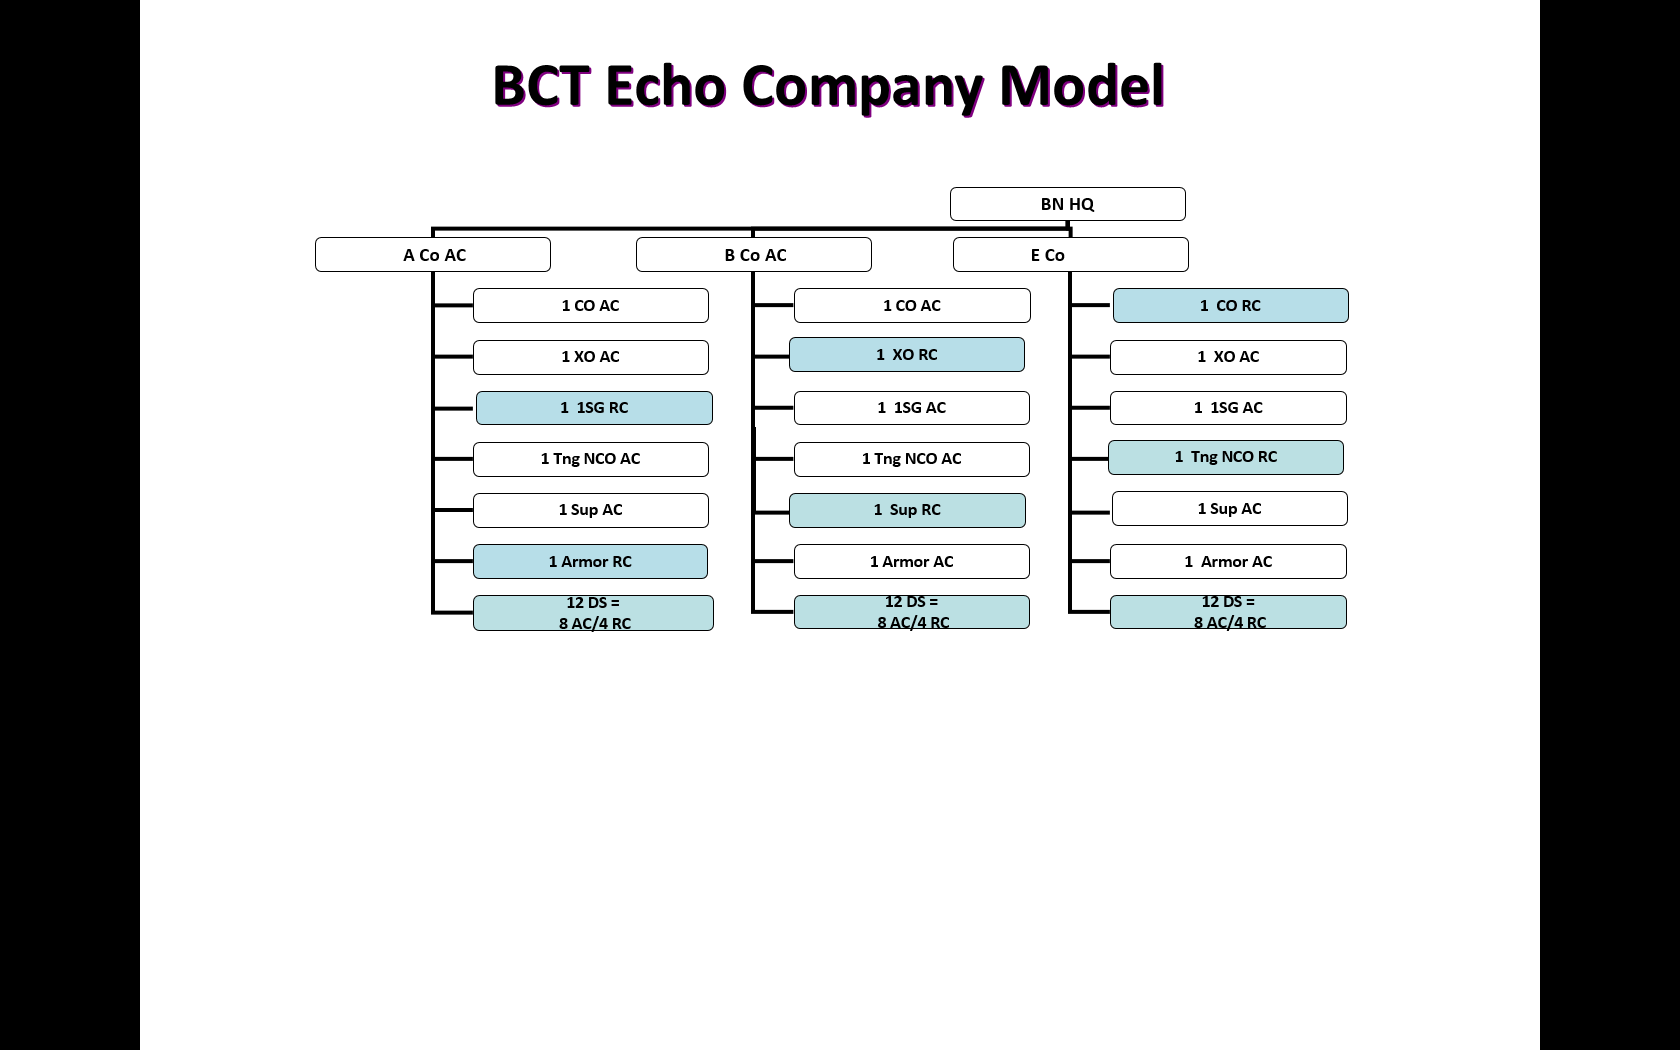 BCT Echo Company Model
BN HQ
A Co AC
B Co AC
E Co
1 CO AC
1 XO AC
1 1SG RC
1 Tng NCO AC
1 Sup AC
1 Armor RC
12 DS =
8 AC/4 RC
1 CO AC
1 XO RC
1 1SG AC
1 Tng NCO AC
1 Sup RC
1 Armor AC
12 DS =
8 AC/4 RC
1 CO RC
1 XO AC
1 1SG AC
1 Tng NCO RC
1 Sup AC
1 Armor AC
12 DS =
8 AC/4 RC